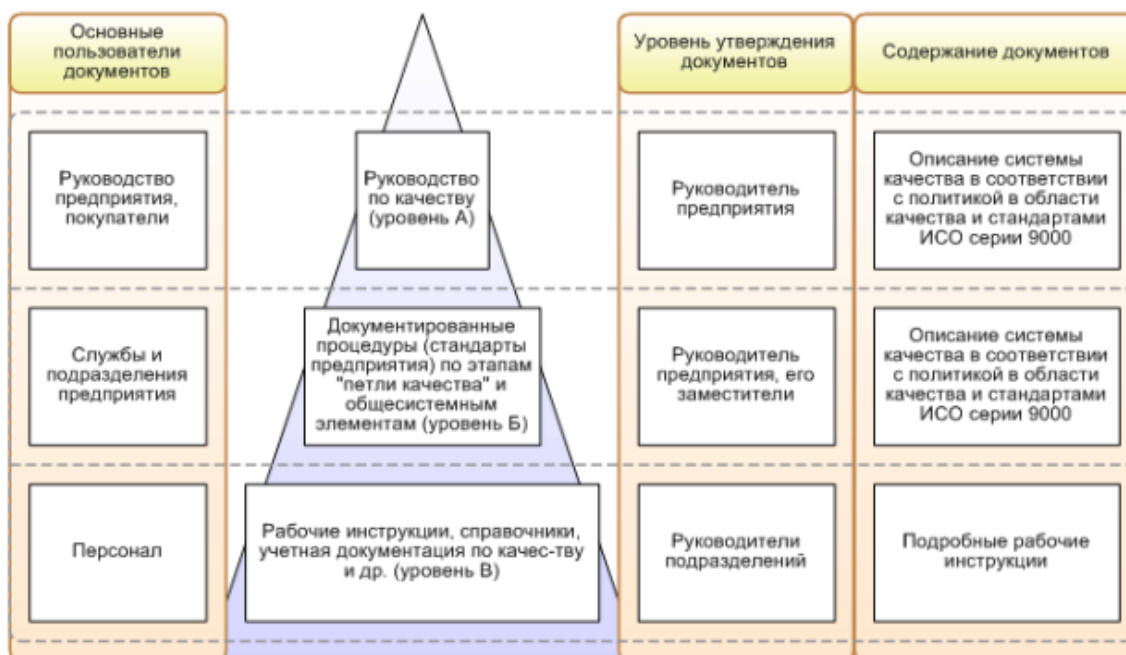 Основные
пользователи
документов
Уровень утверждения
документов
Содержание документов
Руководство
предприятия,
покупатели
Руководство
по качеству
(уровень А)
Руководитель
предприятия
Описание системы
качества в соответствии
с политикой в области
качества и стандартами
ИСО серии 9000
Службы и
подразделения
предприятия
Документированные
процедуры (стандарты
предприятия) по этапам
"петли качества" и
общесистемным
элементам (уровень Б)
Руководитель
предприятия, его
заместители
Описание системы
качества в соответствии
с политикой в области
качества и стандартами
ИСО серии 9000
Персонал
Рабочие инструкции, справочники,
учетная документация по качес-тву
и др. (уровень В)
Руководители
подразделений
Подробные рабочие
инструкции